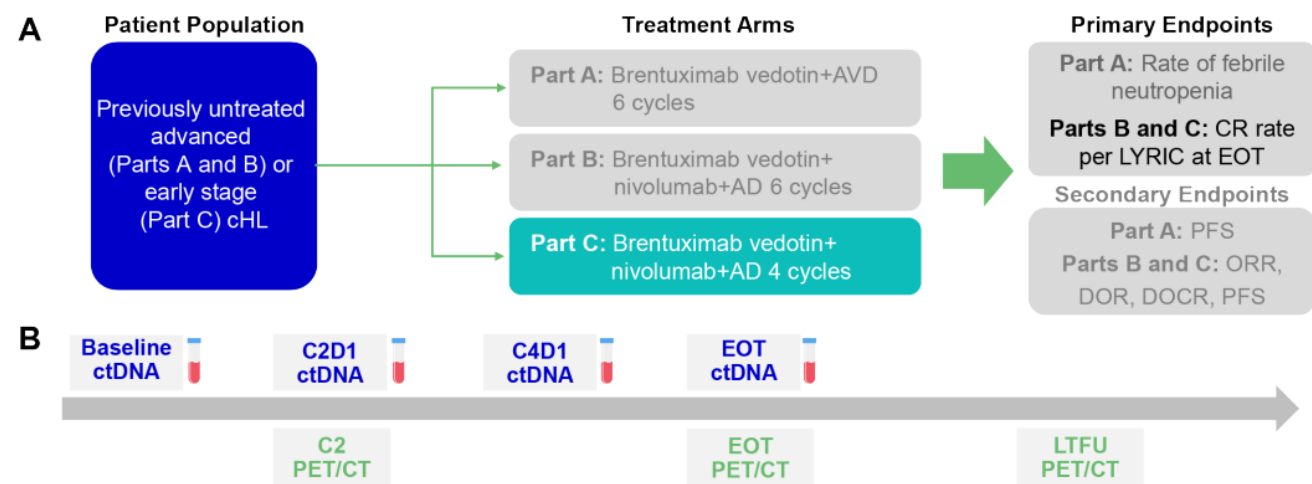 A
Patient Population
Treatment Arms
Primary Endpoints
Previously untreated
advanced
(Parts A and B) or
early stage
(Part C) cHL
Part A: Brentuximab vedotin+AVD
6 cycles
Part B: Brentuximab vedotin+
nivolumab+AD 6 cycles
Part C: Brentuximab vedotin+
nivolumab+AD 4 cycles
Part A: Rate of febrile
neutropenia
Parts B and C: CR rate
per LYRIC at EOT
Secondary Endpoints
Part A: PFS
Parts B and C: ORR,
DOR, DOCR, PFS
B
Baseline
ctDNA
C2D1
ctDNA
C4D1
ctDNA
EOT
ctDNA
C2
PET/CT
EOT
PET/CT
LTFU
PET/CT